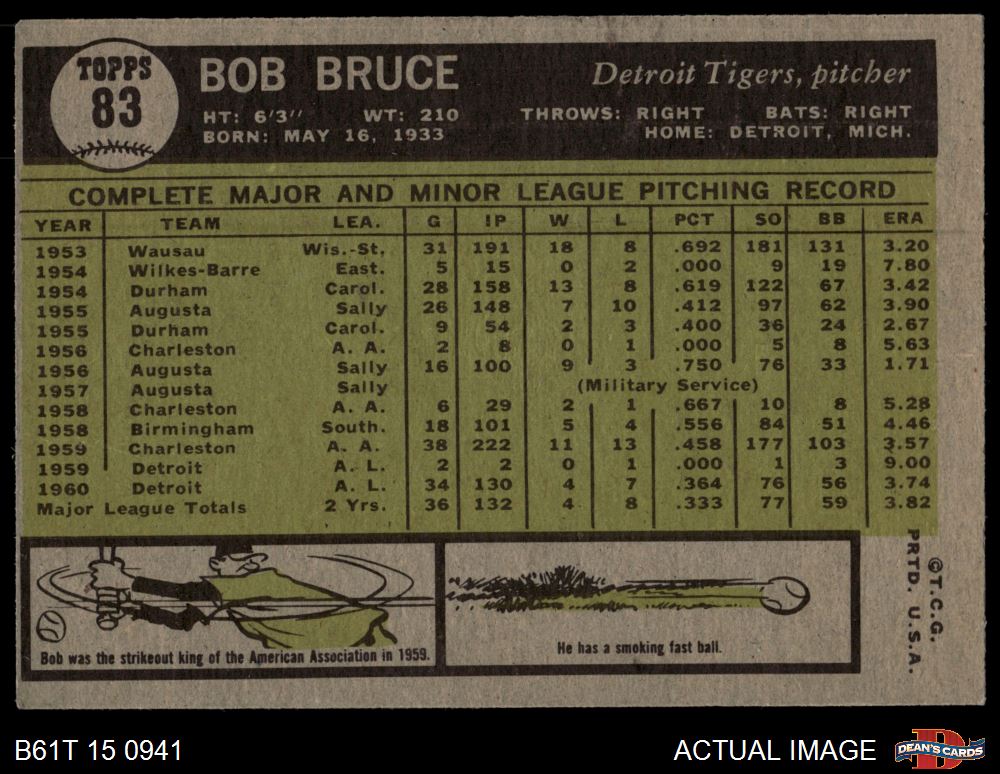 TOPPS
83
BOB BRUCE
Detroit Tigers, pitcher
HT: 6'3" WT: 210 THROWS: RIGHT BATS: RIGHT
BORN: MAY 16, 1933 HOME: DETROIT, MICH.
COMPLETE MAJOR AND MINOR LEAGUE PITCHING RECORD
YEAR TEAM LEA. G IP W L PCT SO BB ERA
1953 Wausau Wis.-St. 31 191 18 8 .692 181 131 3.20
1954 Wilkes-Barre East. 5 15 0 2 .000 9 19 7.80
1954 Durham Carol. 28 158 13 8 .619 122 67 3.42
1955 Augusta Sally 26 148 7 10 .412 97 62 3.90
1955 Durham Carol. 9 54 2 3 .400 36 24 2.67
1956 Charleston A. A. 2 8 0 1 .000 5 8 5.63
1956 Augusta Sally 16 100 9 3 .750 76 33 1.71
1957 Augusta Sally (Military Service)
1958 Charleston A. A. 6 29 2 1 .667 10 8 5.28
1958 Birmingham South. 18 101 5 4 .556 84 51 4.46
1959 Charleston A. A. 38 222 11 13 .458 177 103 3.57
1959 Detroit A. L. 2 2 0 1 .000 1 3 9.00
1960 Detroit A. L. 34 130 4 7 .364 76 56 3.74
Major League Totals 2 Yrs. 36 132 4 8 .333 77 59 3.82
Bob was the strikeout king of the American Association in 1959.
He has a smoking fast ball.
©T.C.G.
PRTD. U.S.A.
B61T 15 0941
ACTUAL IMAGE
D
DEAN'S CARDS